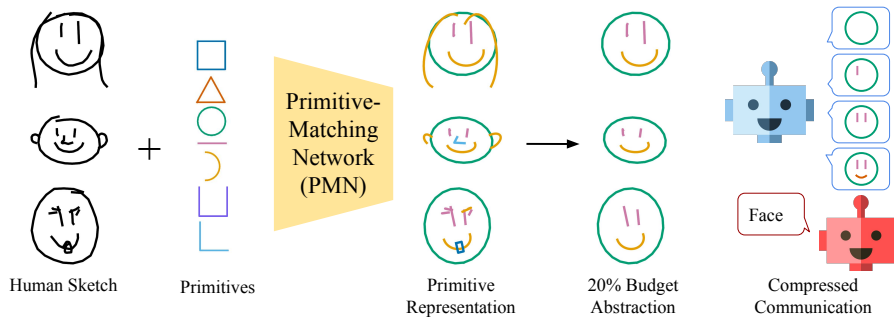 Primitive-
Matching
Network
(PMN)
Face
Human Sketch
Primitives
Primitive
Representation
20% Budget
Abstraction
Compressed
Communication